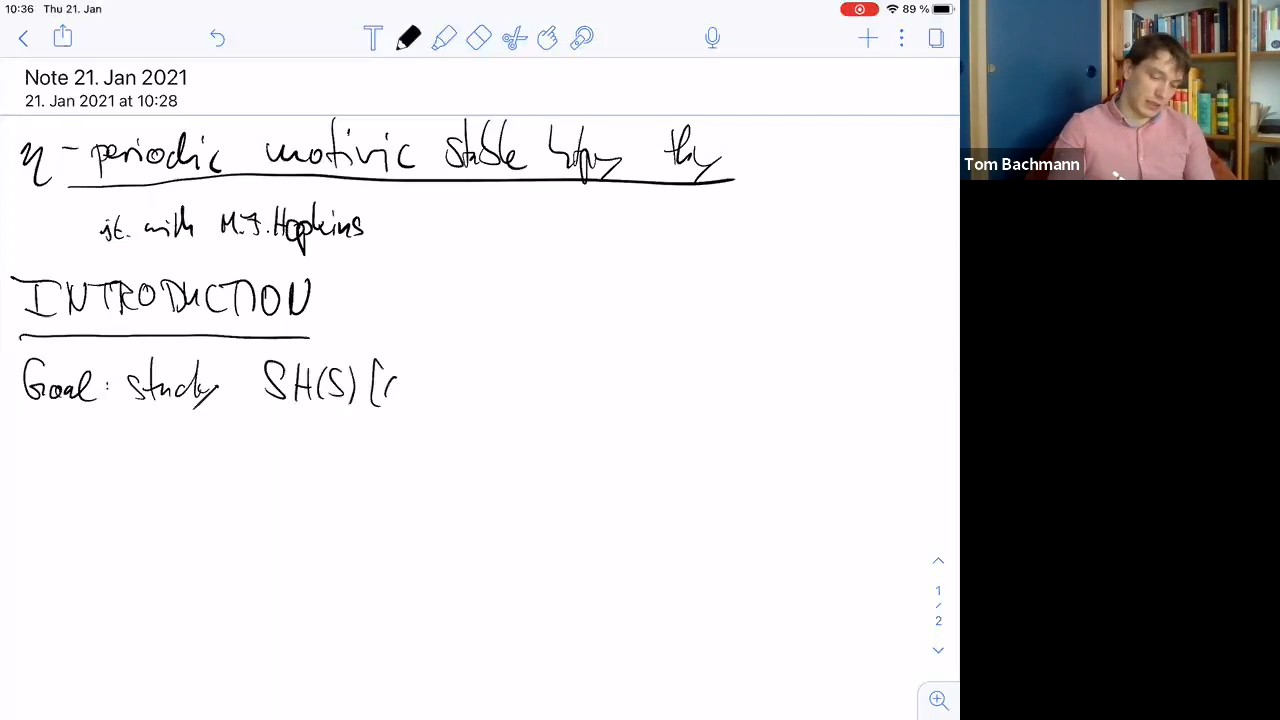 10:36 Thu 21. Jan
89 %
Note 21. Jan 2021
21. Jan 2021 at 10:28
η-periodic motivic stable htpy thy
jt. with M.J. Hopkins
INTRODUCTION
Goal: study SH(S)[
1
2
Tom Bachmann